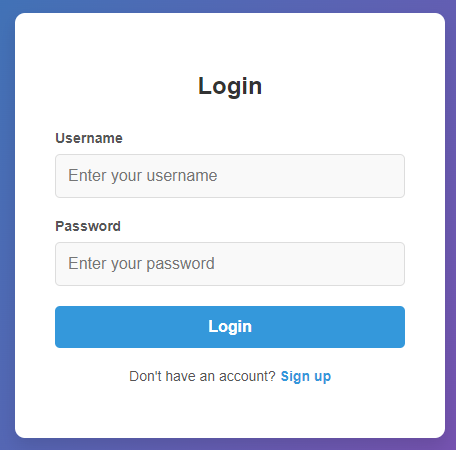 Login
Username
Enter your username
Password
Enter your password
Login
Don't have an account? Sign up